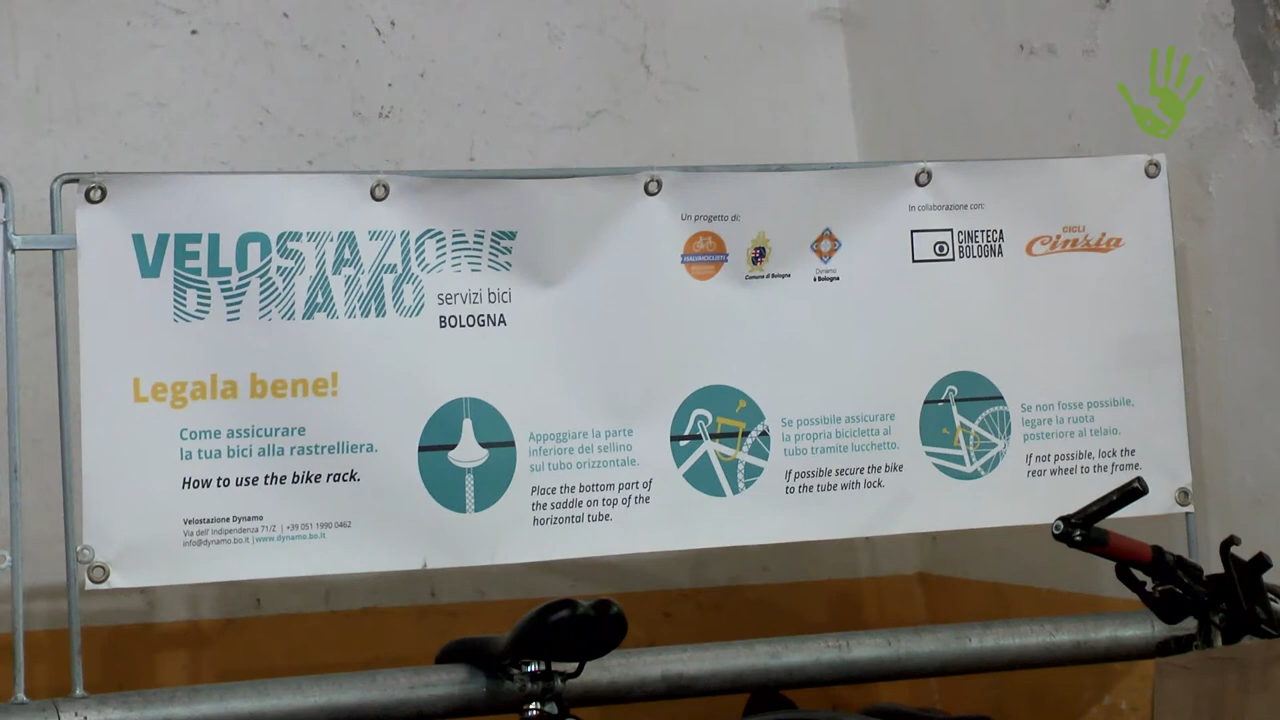 VELOSTAZIONE
DYNAMO
servizi bici
BOLOGNA
Un progetto di:
#SALVAICICLISTI
Comune di Bologna
Dynamo
è Bologna
In collaborazione con:
CINETECA
BOLOGNA
CICLI
Cinzia
Legala bene!
Come assicurare
la tua bici alla rastrelliera.
How to use the bike rack.
Velostazione Dynamo
Via dell' Indipendenza 71/Z | +39 051 1990 0462
info@dynamo.bo.it |www.dynamo.bo.it
Appoggiare la parte
inferiore del sellino
sul tubo orizzontale.
Place the bottom part of
the saddle on top of the
horizontal tube.
Se possibile assicurare
la propria bicicletta al
tubo tramite lucchetto.
If possible secure the bike
to the tube with lock.
Se non fosse possibile,
legare la ruota
posteriore al telaio.
If not possible, lock the
rear wheel to the frame.